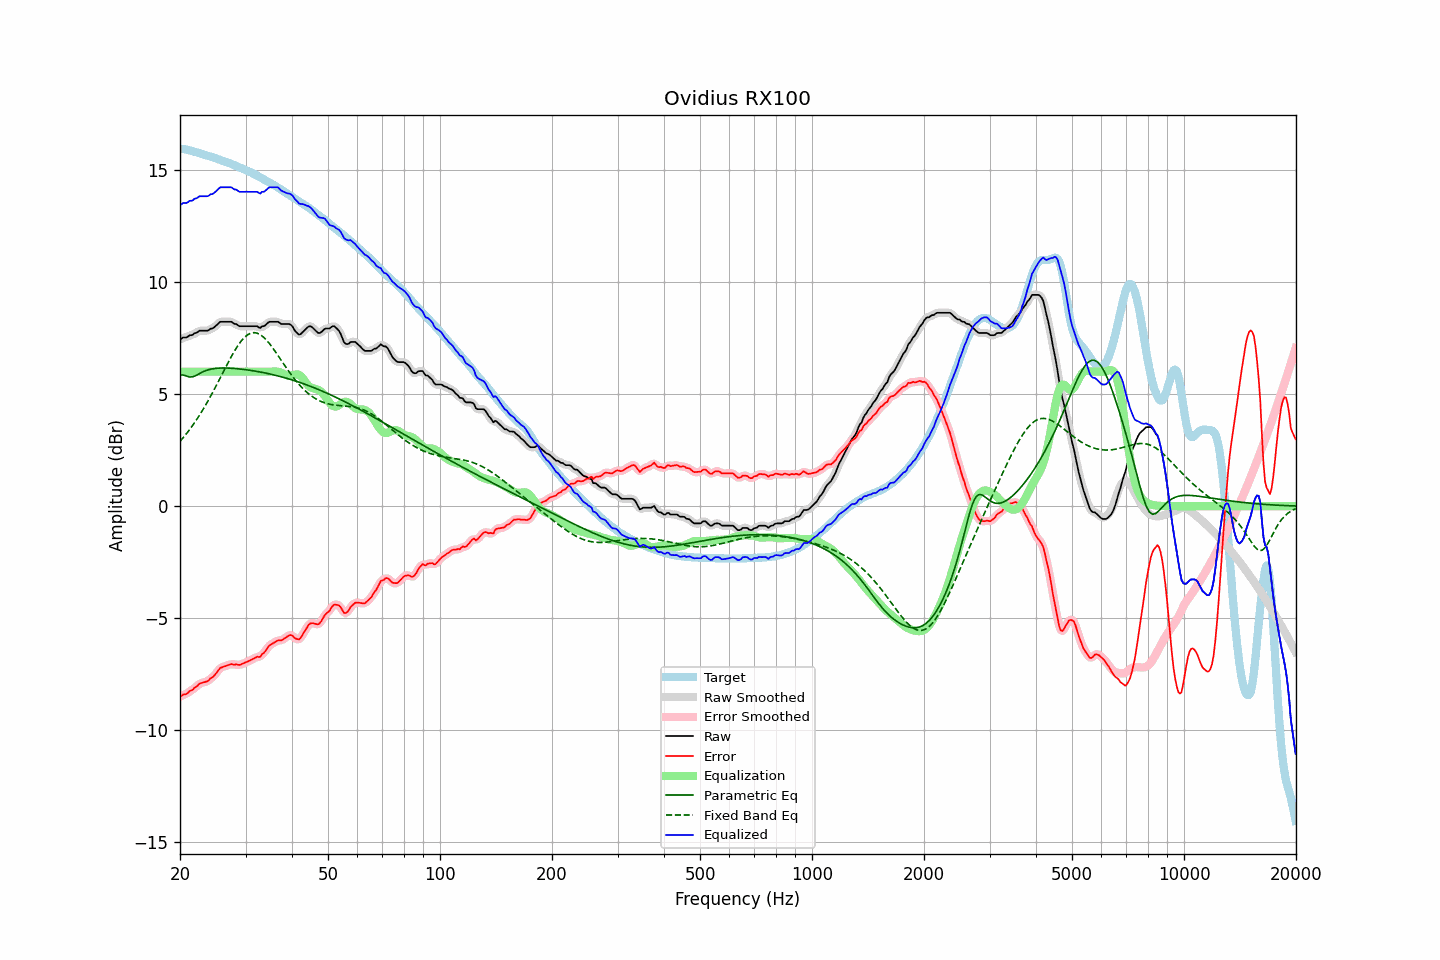 Ovidius RX100
Amplitude (dBr)
15
10
5
0
−5
−10
−15
20
50
100
200
500
1000
2000
5000
10000
20000
Frequency (Hz)
Target
Raw Smoothed
Error Smoothed
Raw
Error
Equalization
Parametric Eq
Fixed Band Eq
Equalized